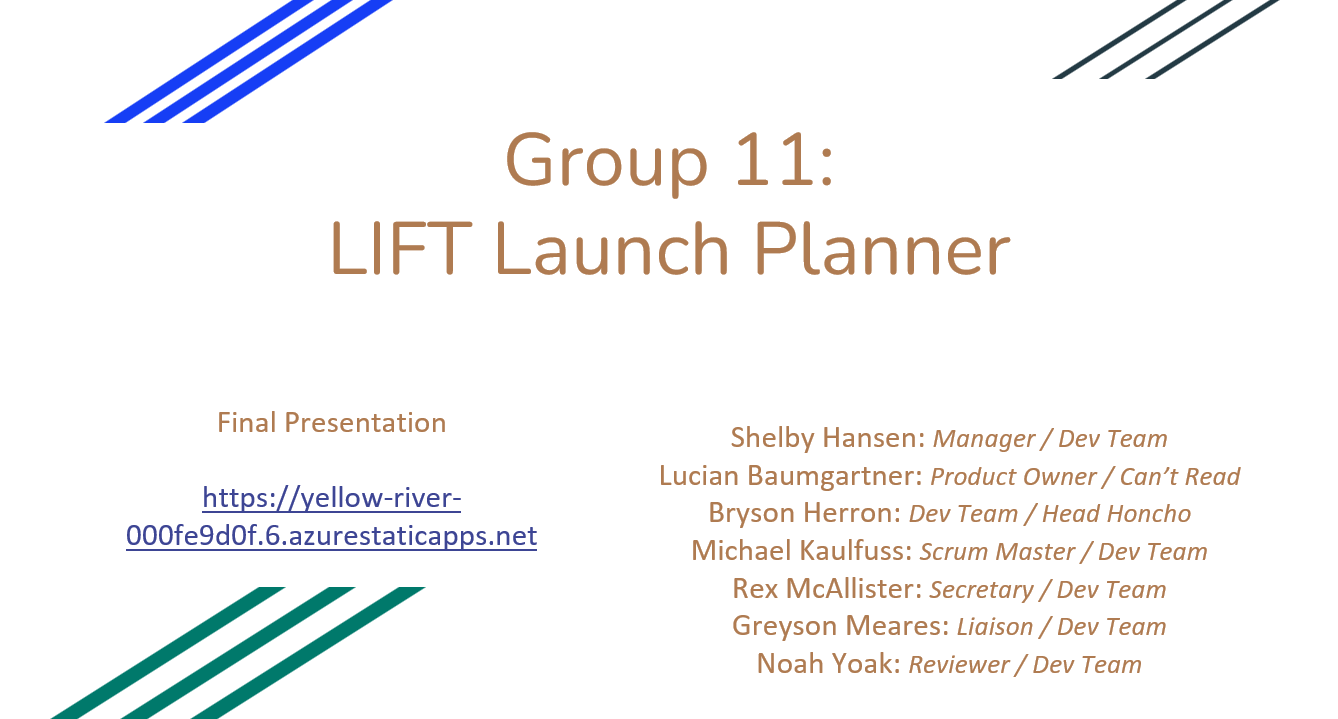 Group 11:
LIFT Launch Planner
Final Presentation
https://yellow-river-
000fe9d0f.6.azurestaticapps.net
Shelby Hansen: Manager / Dev Team
Lucian Baumgartner: Product Owner / Can’t Read
Bryson Herron: Dev Team / Head Honcho
Michael Kaulfuss: Scrum Master / Dev Team
Rex McAllister: Secretary / Dev Team
Greyson Meares: Liaison / Dev Team
Noah Yoak: Reviewer / Dev Team